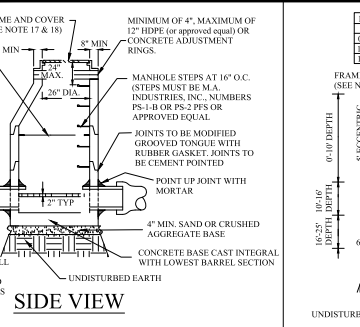 ME AND COVER
E NOTE 17 & 18)
MIN
8" MIN
24"
MAX.
26" DIA.
2" TYP
MINIMUM OF 4", MAXIMUM OF
12" HDPE (or approved equal) OR
CONCRETE ADJUSTMENT
RINGS.
MANHOLE STEPS AT 16" O.C.
(STEPS MUST BE M.A.
INDUSTRIES, INC., NUMBERS
PS-1-B OR PS-2 PFS OR
APPROVED EQUAL
JOINTS TO BE MODIFIED
GROOVED TONGUE WITH
RUBBER GASKET. JOINTS TO
BE CEMENT POINTED
POINT UP JOINT WITH
MORTAR
4" MIN. SAND OR CRUSHED
AGGREGATE BASE
CONCRETE BASE CAST INTEGRAL
WITH LOWEST BARREL SECTION
UNDISTURBED EARTH
SIDE VIEW
FRAM
(SEE N
0'-10' DEPTH
10'-16'
DEPTH
16'-25'
DEPTH
ECCENTRIC
6
UNDISTURE